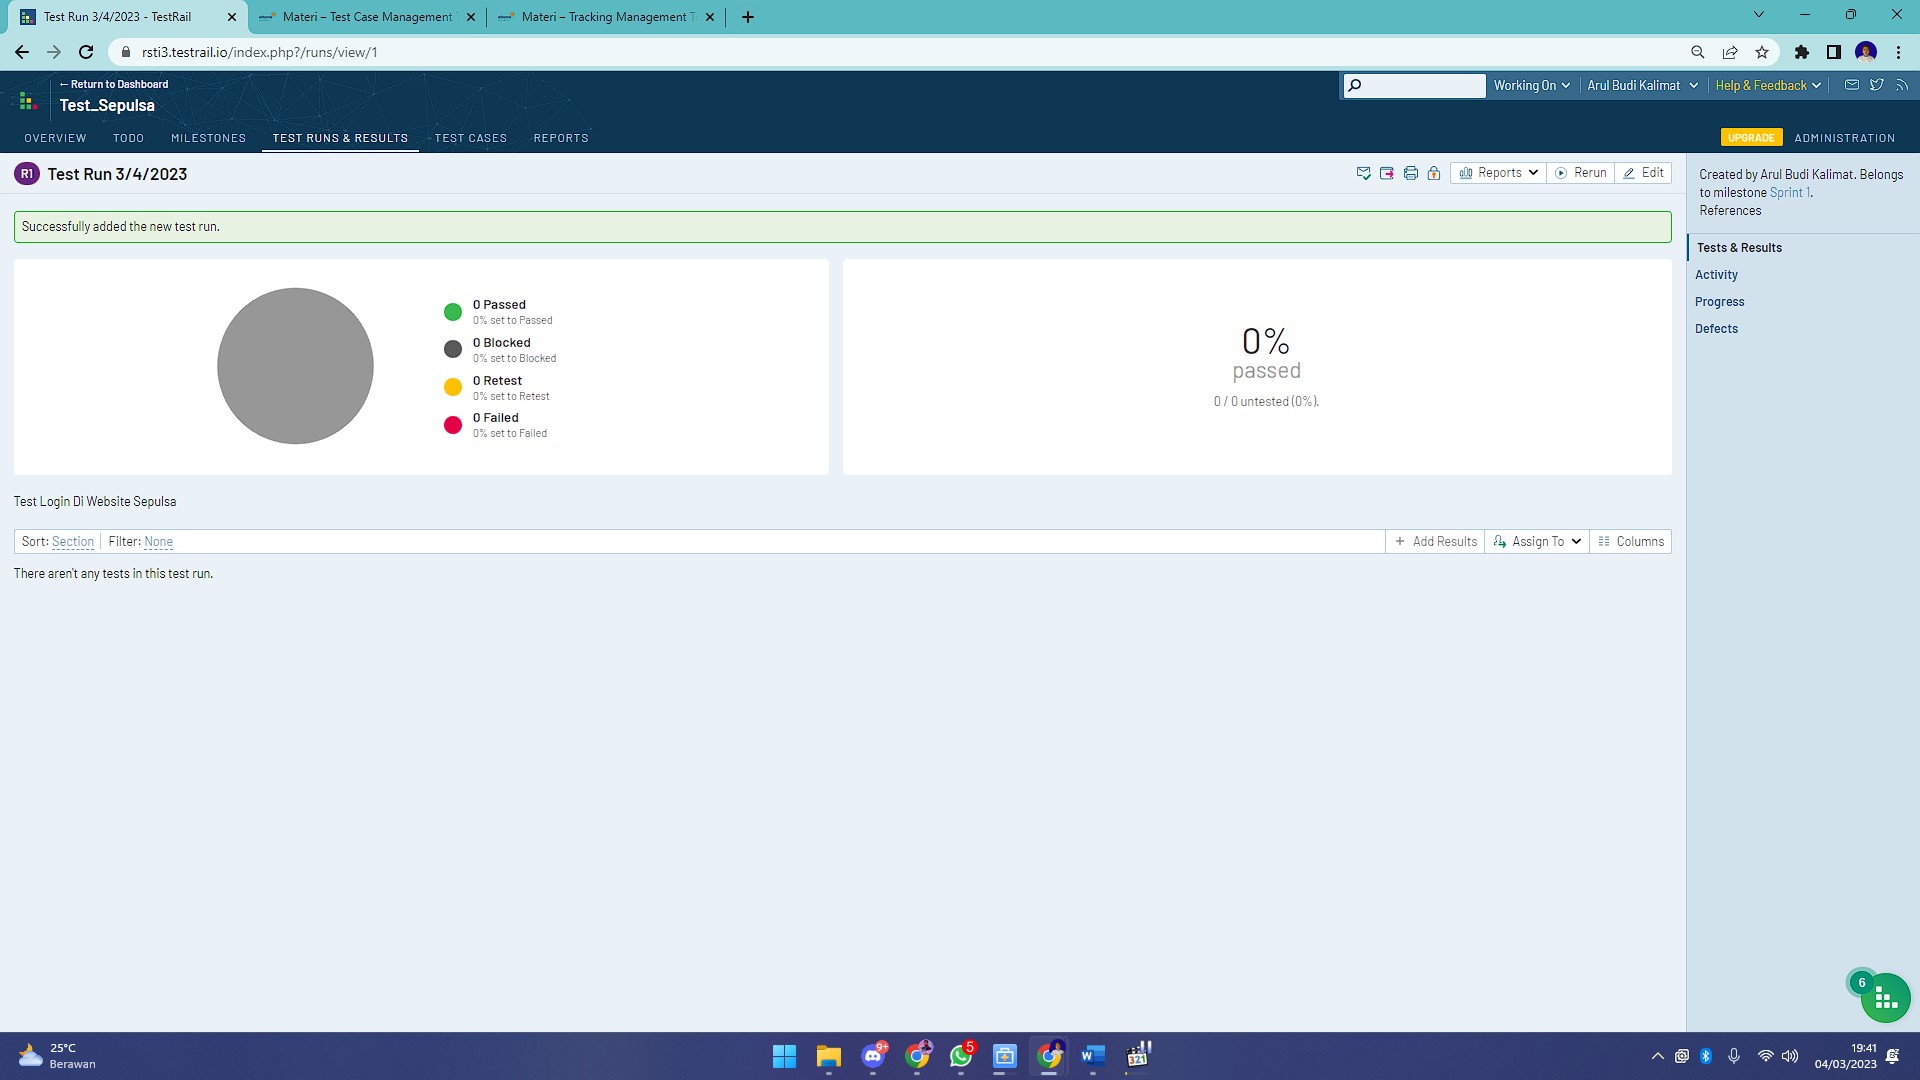 Test Run 3/4/2023 - TestRail
Materi – Test Case Management
Materi – Tracking Management T
rsti3.testrail.io/index.php?/runs/view/1
← Return to Dashboard
Test_Sepulsa
Working On
Arul Budi Kalimat
Help & Feedback
OVERVIEW
TODO
MILESTONES
TEST RUNS & RESULTS
TEST CASES
REPORTS
UPGRADE
ADMINISTRATION
R1
Test Run 3/4/2023
Reports
Rerun
Edit
Created by Arul Budi Kalimat. Belongs
to milestone Sprint 1.
References
Successfully added the new test run.
Tests & Results
Activity
Progress
Defects
0 Passed
0% set to Passed
0 Blocked
0% set to Blocked
0 Retest
0% set to Retest
0 Failed
0% set to Failed
0%
passed
0 / 0 untested (0%).
Test Login Di Website Sepulsa
Sort: Section
Filter: None
Add Results
Assign To
Columns
There aren't any tests in this test run.
6
25°C
Berawan
9+
5
W
321
19:41
04/03/2023